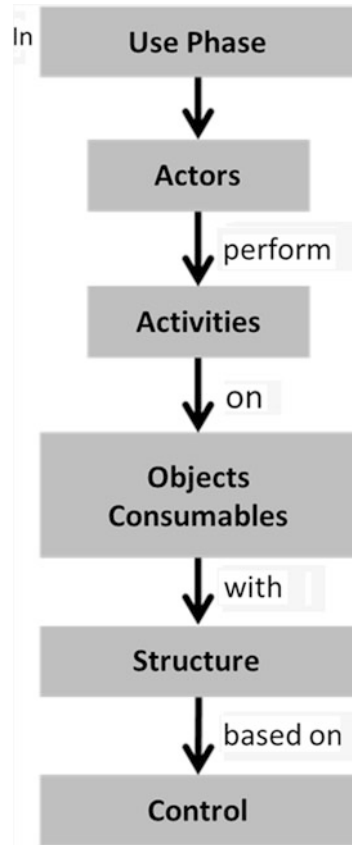 In
Use Phase
Actors
perform
Activities
on
Objects
Consumables
with
Structure
based on
Control